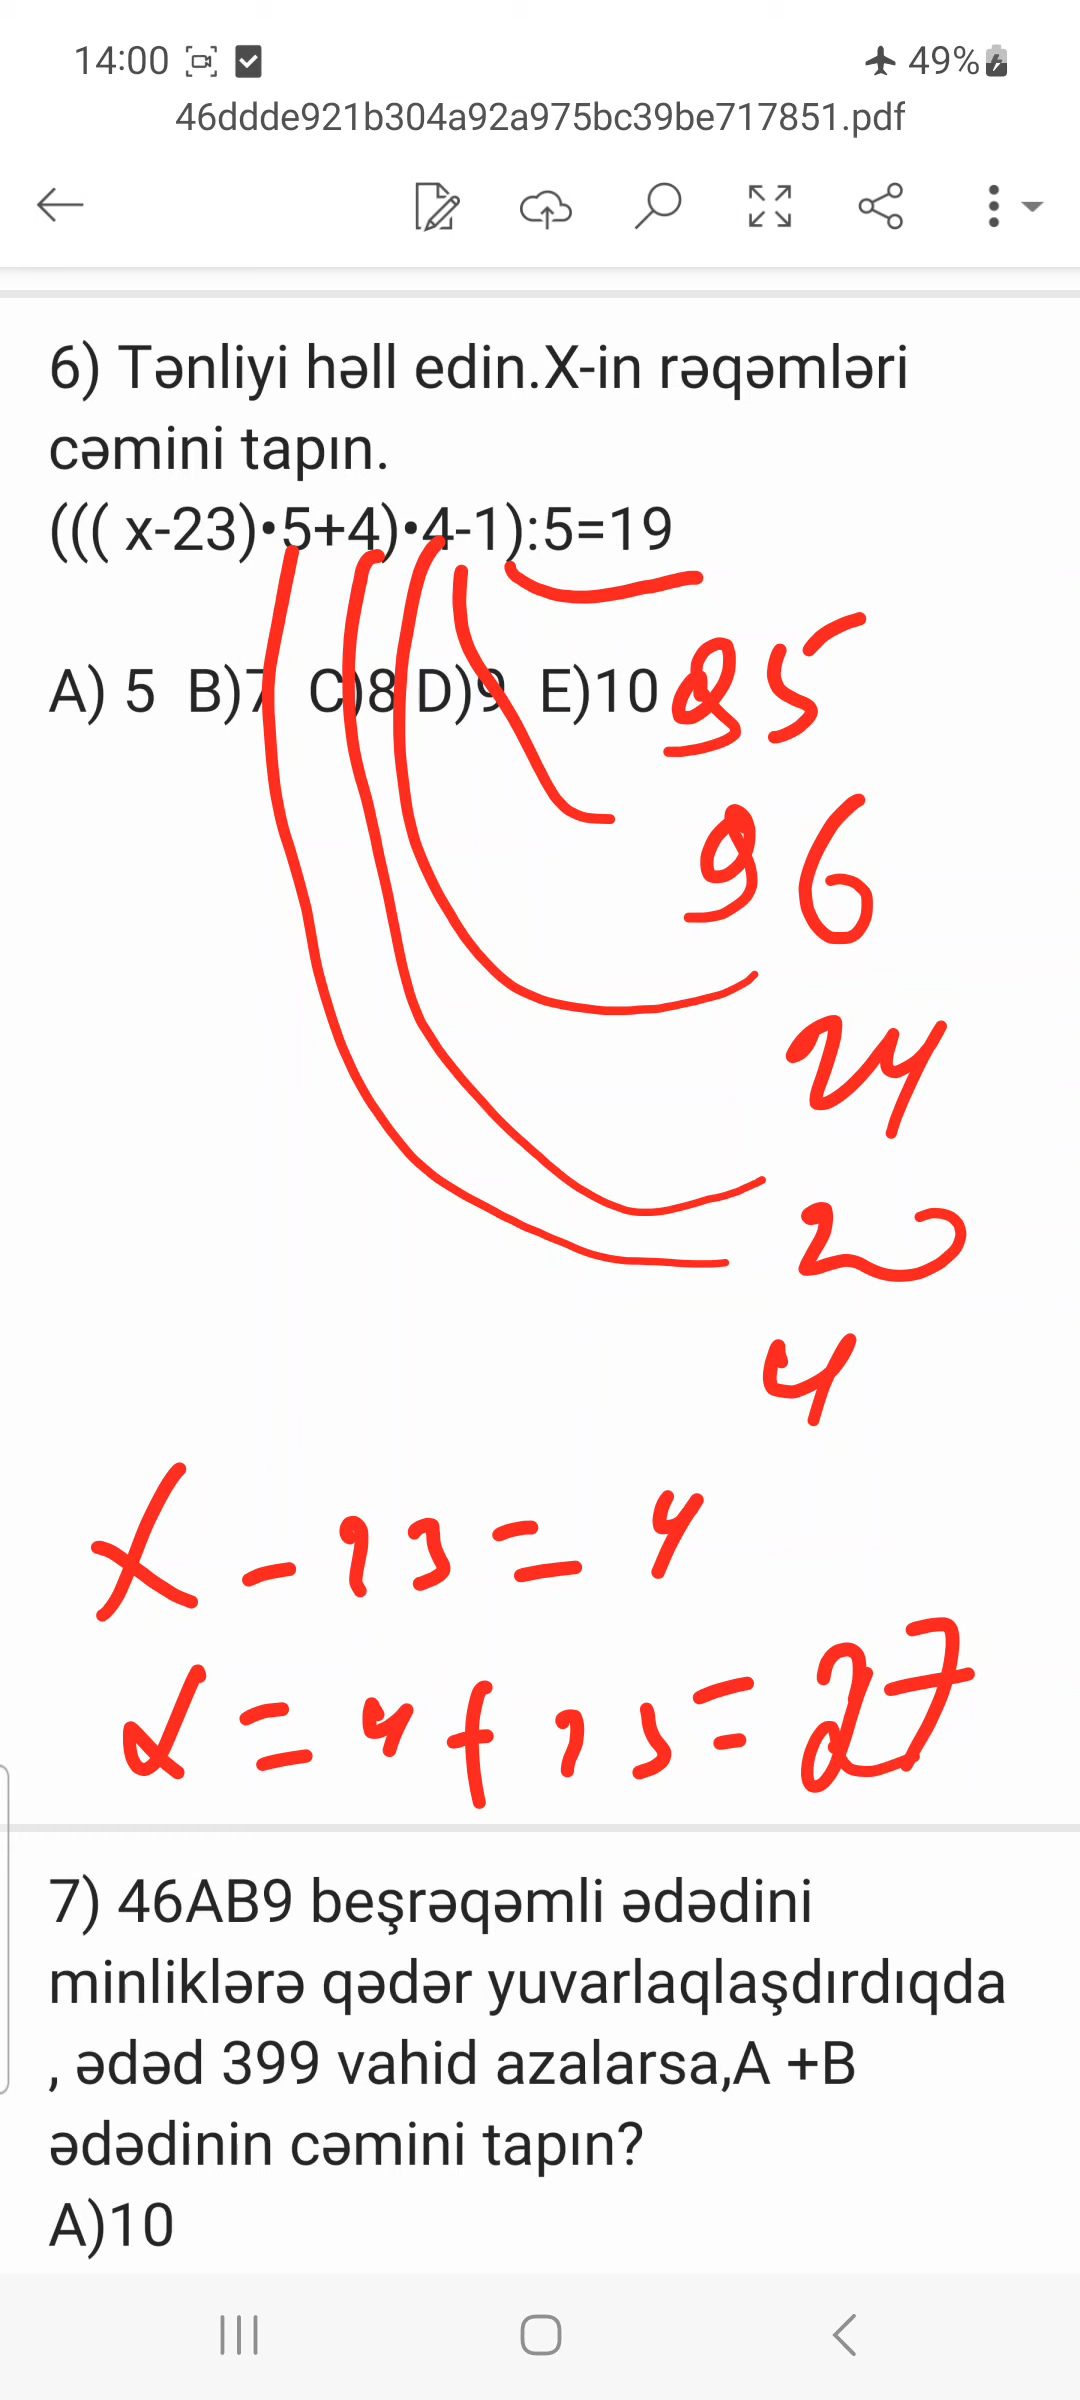 14:00 49%
46ddde921b304a92a975bc39be717851.pdf
6) Tənliyi həll edin.X-in rəqəmləri
cəmini tapın.
((( x-23)•5+4)•4-1):5=19
A) 5 B)7 C)8 D)9 E)10
95
96
24
20
4
x - 23 = 4
x = 4 + 23 = 27
7) 46AB9 beşrəqəmli ədədini
minliklərə qədər yuvarlaqlaşdırdıqda
, ədəd 399 vahid azalarsa,A +B
ədədinin cəmini tapın?
A)10